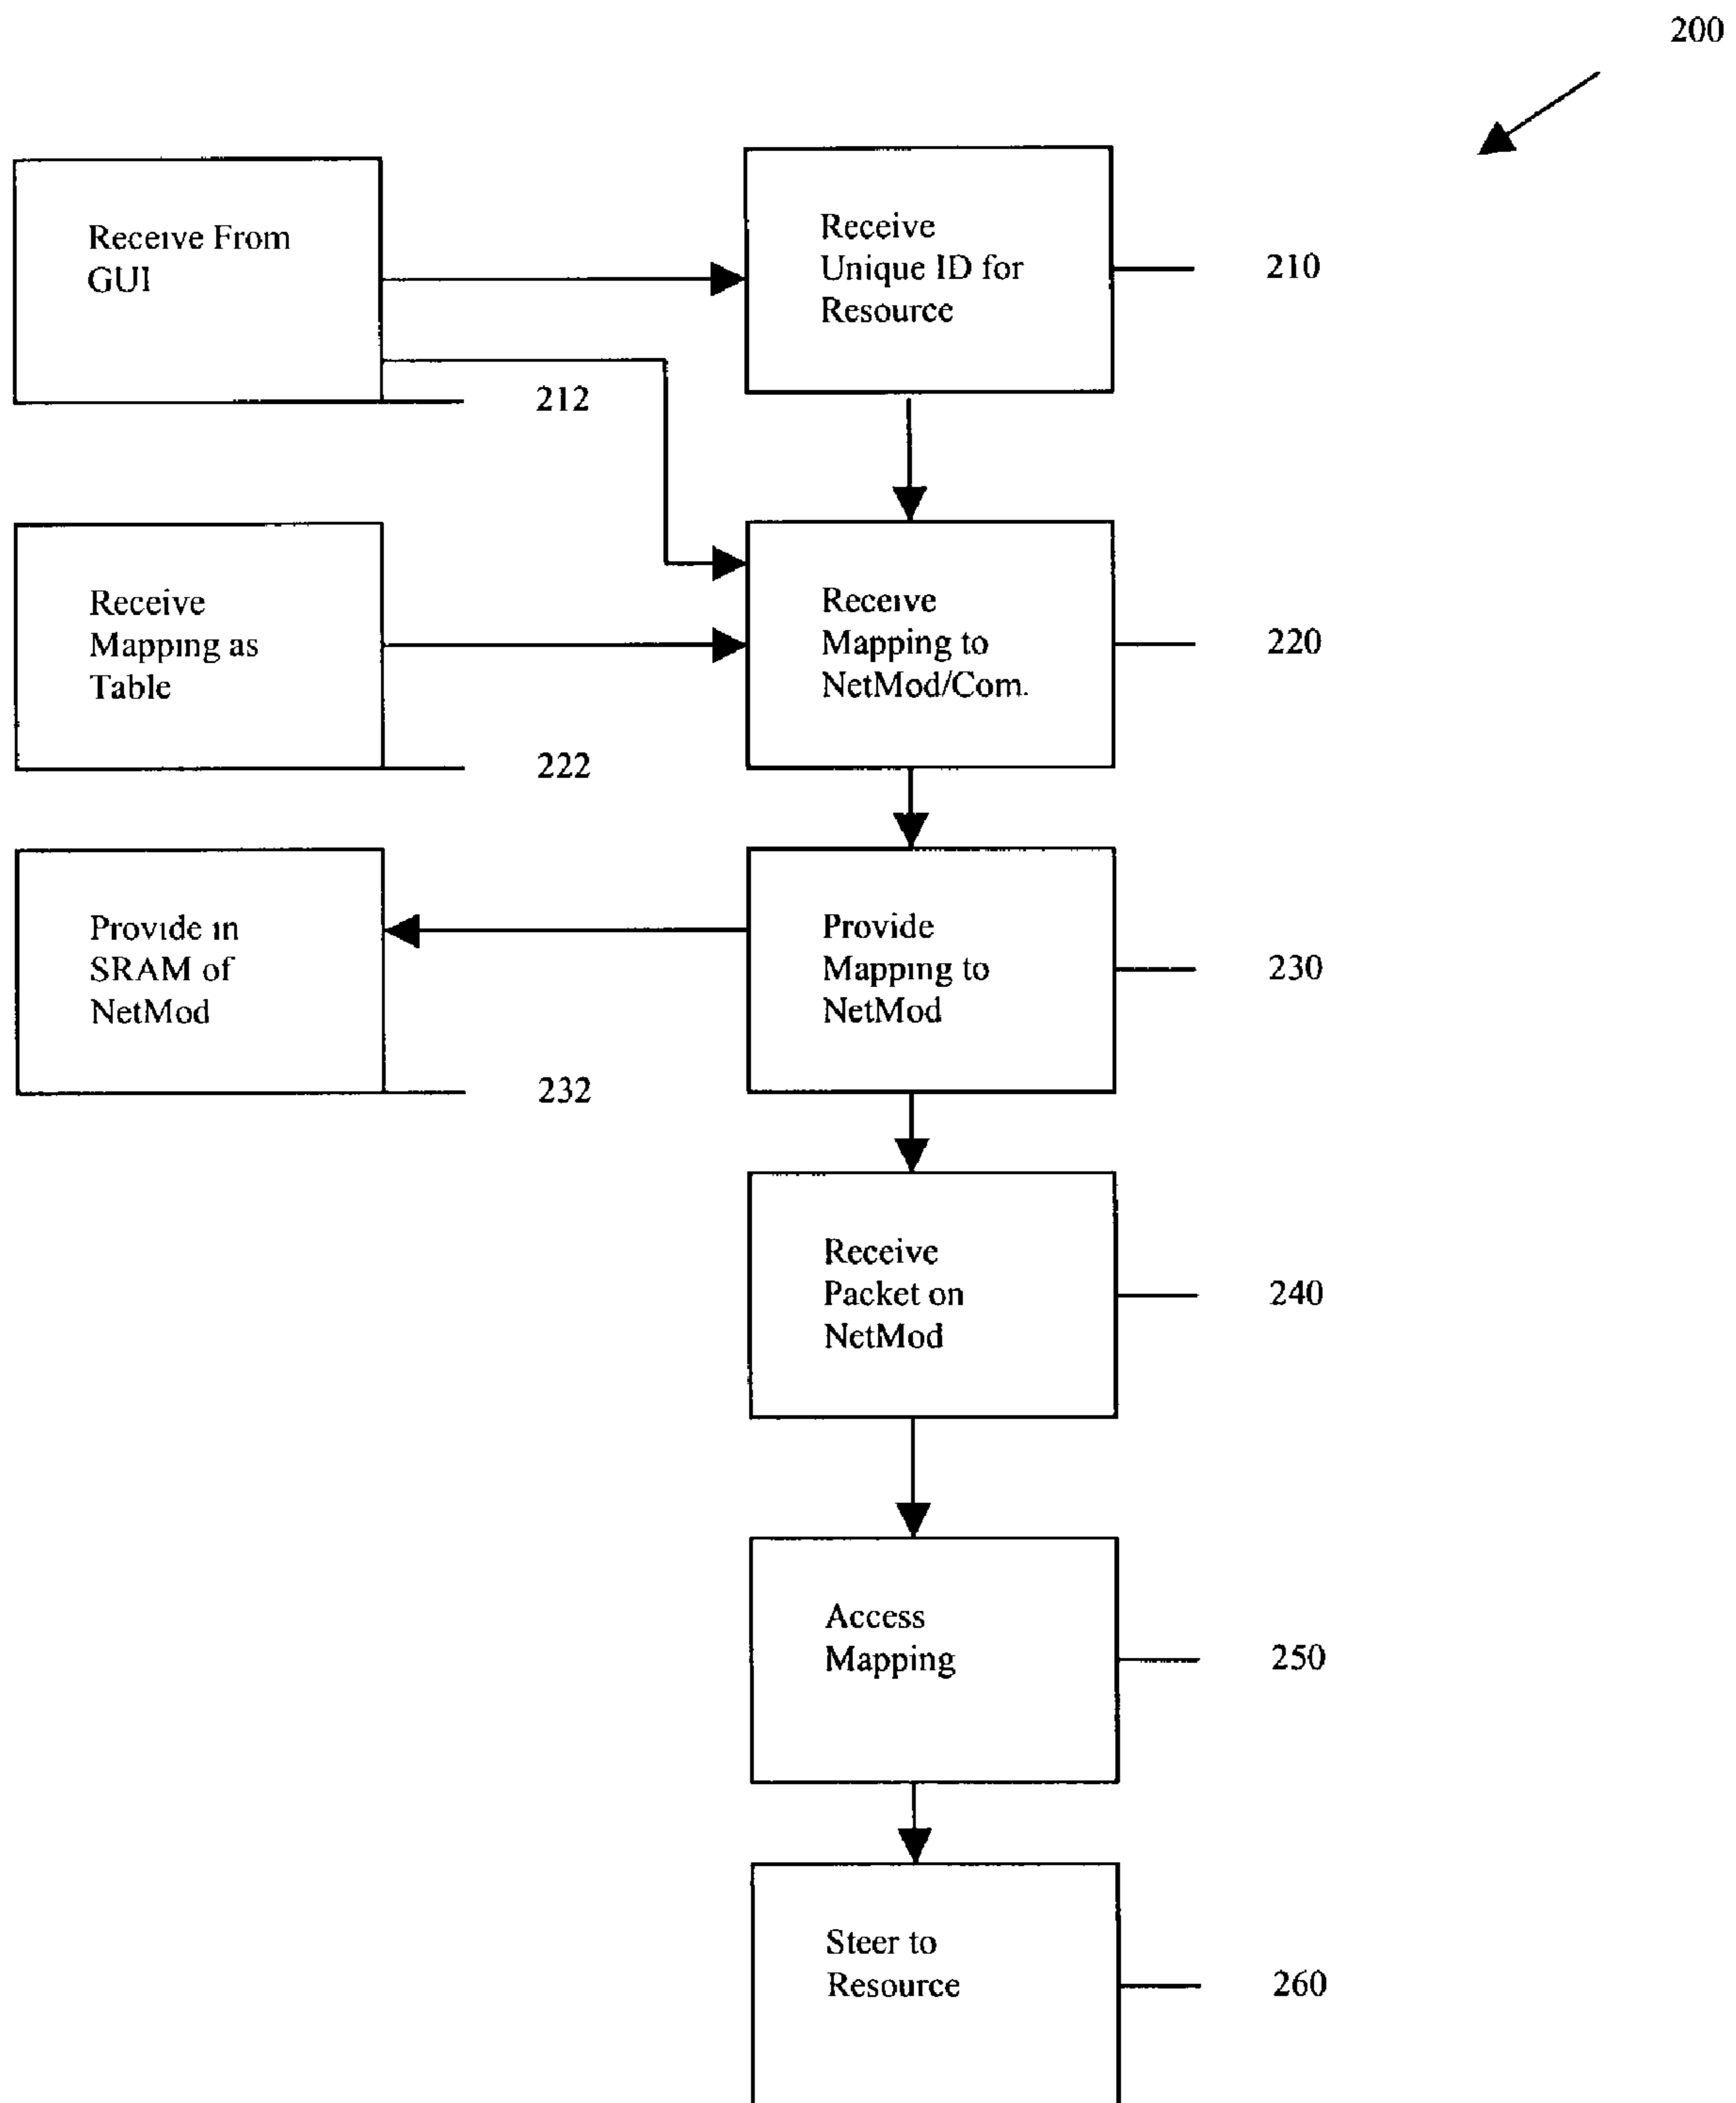 200
Receive From
GUI
212
Receive
Unique ID for
Resource
210
Receive
Mapping as
Table
222
Receive
Mapping to
NetMod/Com.
220
Provide in
SRAM of
NetMod
232
Provide
Mapping to
NetMod
230
Receive
Packet on
NetMod
240
Access
Mapping
250
Steer to
Resource
260